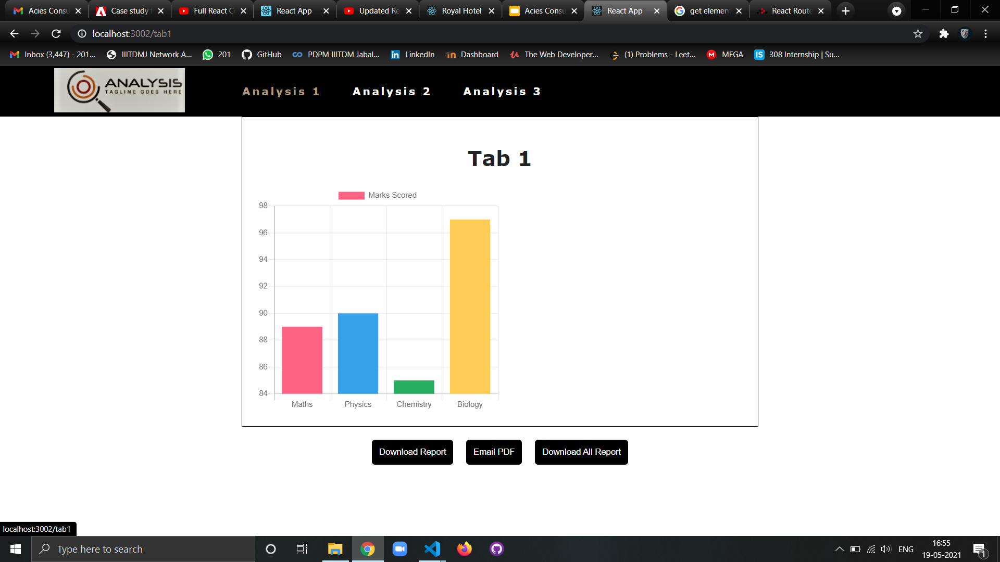 Acies Consu
Case study f
Full React C
React App
Updated Re
Royal Hotel
Acies Consu
React App
get element
React Route
localhost:3002/tab1
Inbox (3,447) - 201...
IIITDMJ Network A...
201
GitHub
PDPM IIITDM Jabal...
LinkedIn
Dashboard
The Web Developer...
(1) Problems - Leet...
MEGA
308 Internship | Su...
ANALYSIS
TAGLINE GOES HERE
Analysis 1
Analysis 2
Analysis 3
Tab 1
Marks Scored
98
96
94
92
90
88
86
84
Maths
Physics
Chemistry
Biology
Download Report
Email PDF
Download All Report
localhost:3002/tab1
Type here to search
ENG
16:55
19-05-2021
1